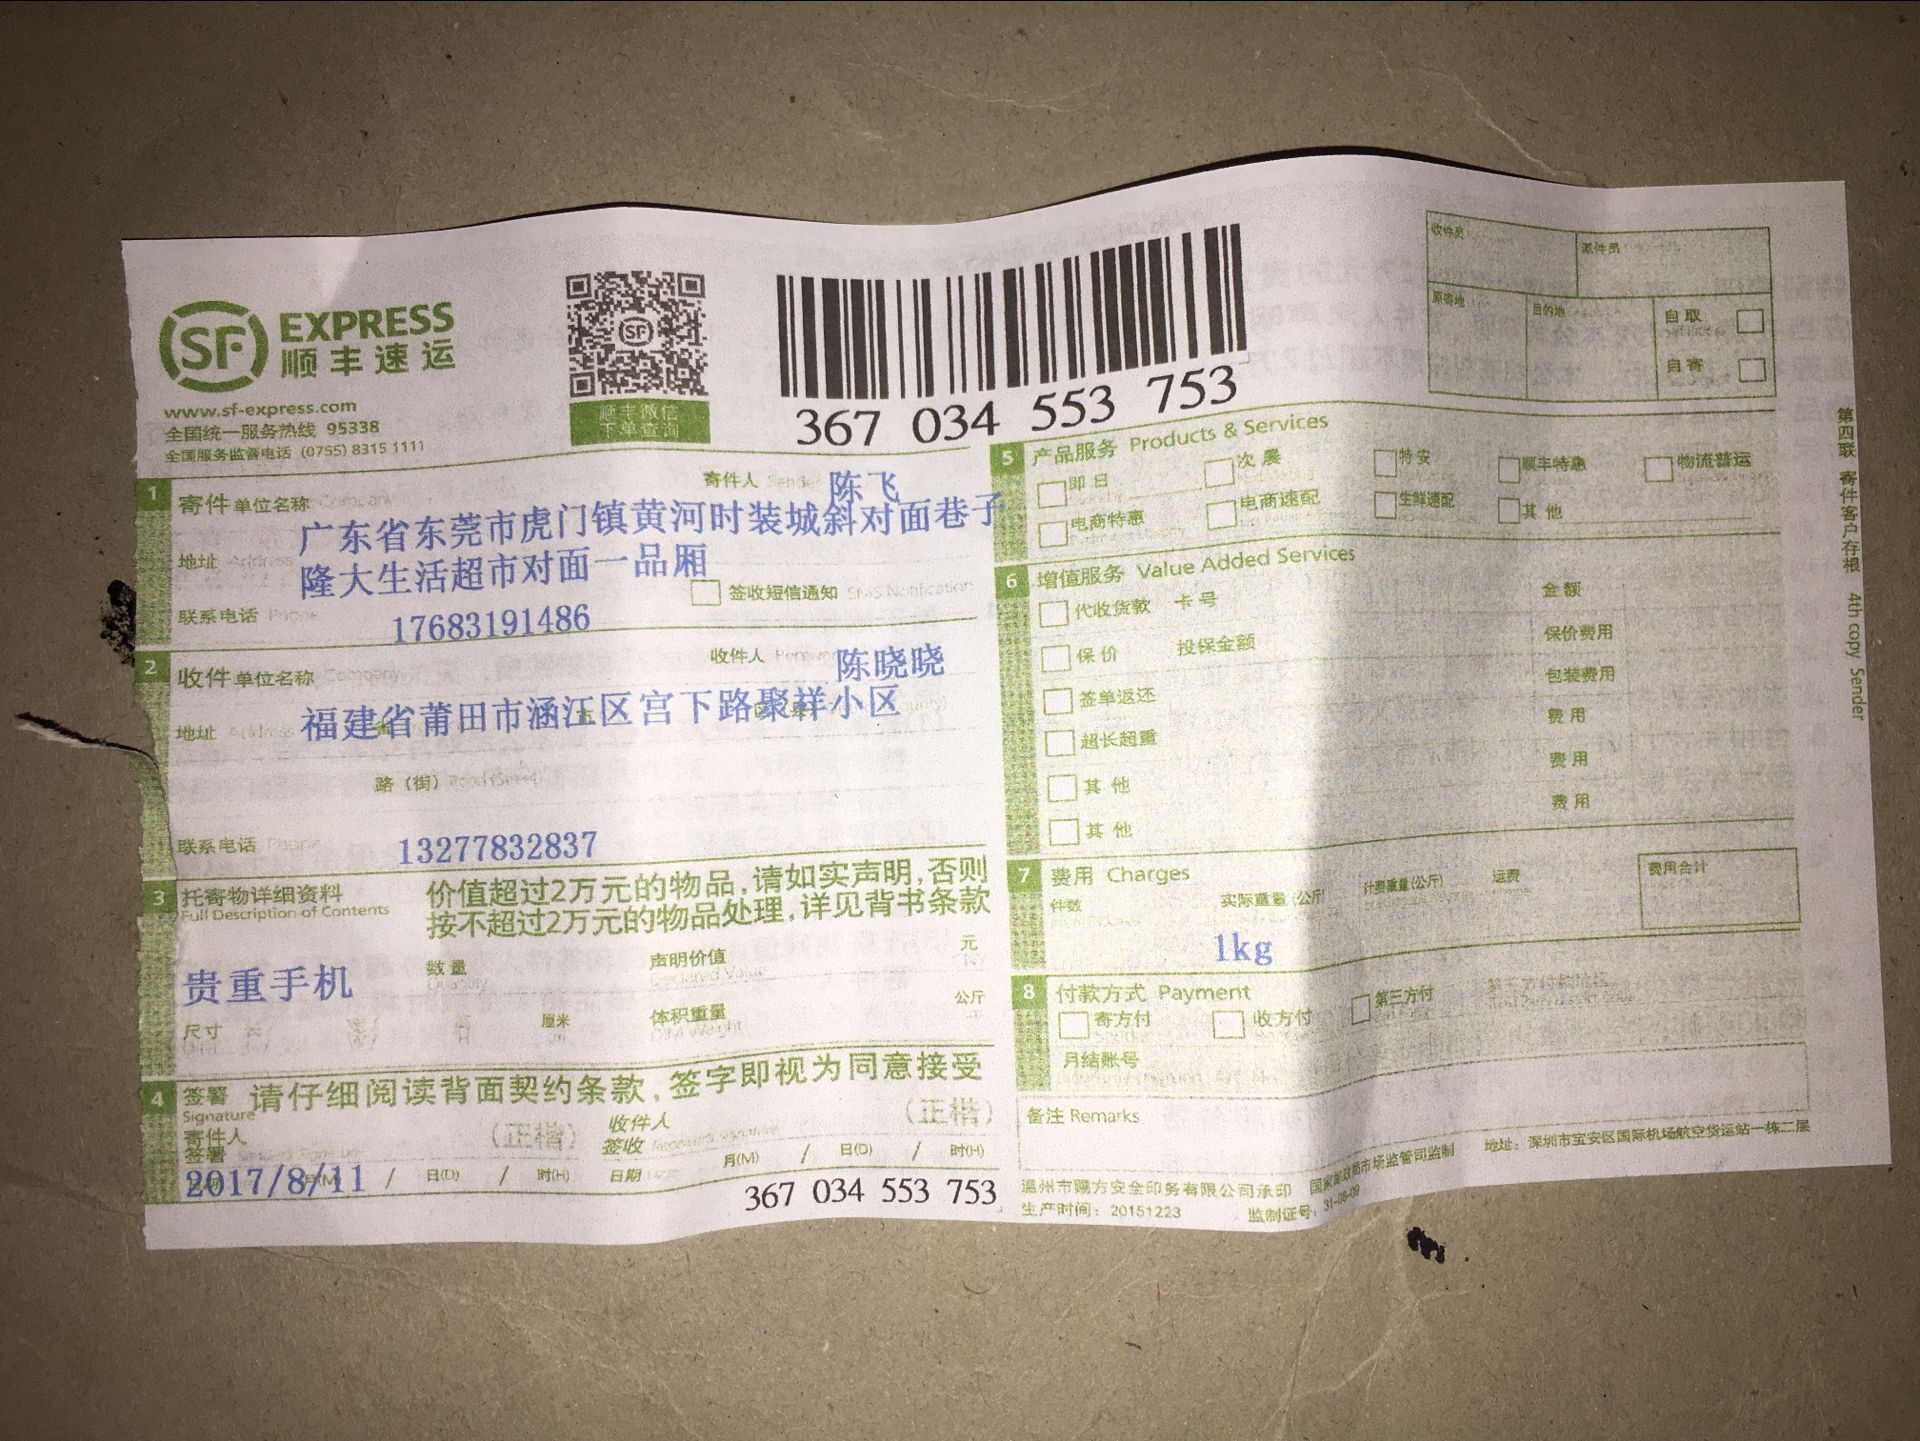 SF EXPRESS
顺丰速运
www.sf-express.com
全国统一服务热线 95338
全国服务监督电话 (0755) 8315 1111
SF
顺丰微信
下单查询
367 034 553 753
收件员
派件员
原寄地
目的地
自取
自寄
1 寄件 单位名称 Company
寄件人 Sender 陈飞
地址 Address 广东省东莞市虎门镇黄河时装城斜对面巷子
隆大生活超市对面一品厢
签收短信通知 SMS Notification
联系电话 Phone 17683191486
2 收件 单位名称 Company
收件人 Receiver 陈晓晓
地址 Address 福建省莆田市涵江区宫下路聚祥小区
省 市 区
路 (街) Road (Street)
联系电话 Phone 13277832837
3 托寄物详细资料
Full Description of Contents
价值超过2万元的物品,请如实声明,否则
按不超过2万元的物品处理,详见背书条款
贵重手机
数量
Quantity
声明价值
Declared Value
元
尺寸
厘米
cm
体积重量
DIM Weight
公斤
4 签署
Signature
请仔细阅读背面契约条款,签字即视为同意接受
寄件人
签署
(正楷)
收件人
签收 Receiver's Signature
(正楷)
2017/8/11 / 日(D) / 时(H)
日期 月(M) / 日(D) / 时(H)
367 034 553 753
5 产品服务 Products & Services
即日
次晨
特安
顺丰特惠
物流普运
电商特惠
电商速配
生鲜速配
其他
6 增值服务 Value Added Services
金额
代收货款 卡号
保价 投保金额
保价费用
签单返还
包装费用
超长超重
费用
其他
费用
其他
费用
7 费用 Charges
件数
实际重量 (公斤)
计费重量(公斤)
运费
费用合计
1kg
8 付款方式 Payment
寄方付
收方付
第三方付
月结账号
备注 Remarks
温州市赐方安全印务有限公司承印
生产时间: 20151223
国家邮政局市场监管司监制
监制证号: 31-08-09
地址: 深圳市宝安区国际机场航空货运站一栋二层
第四联 寄件客户存根 4th copy Sender